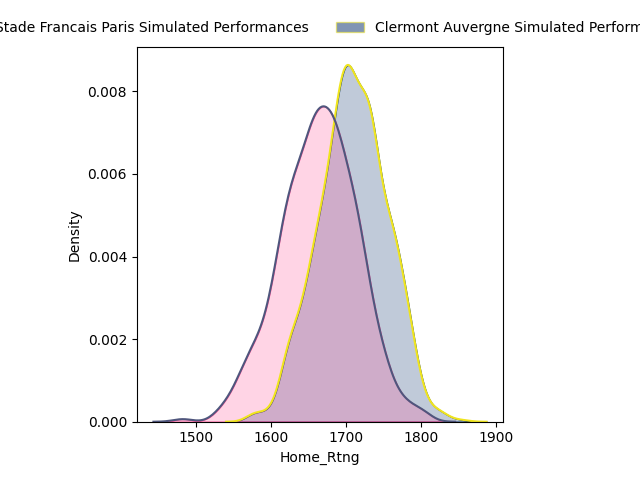 Stade Francais Paris Simulated Performances
Clermont Auvergne Simulated
Density
0.008
0.006
0.004
0.002
0.000
1500 1600 1700 1800 1900
Home_Rtng